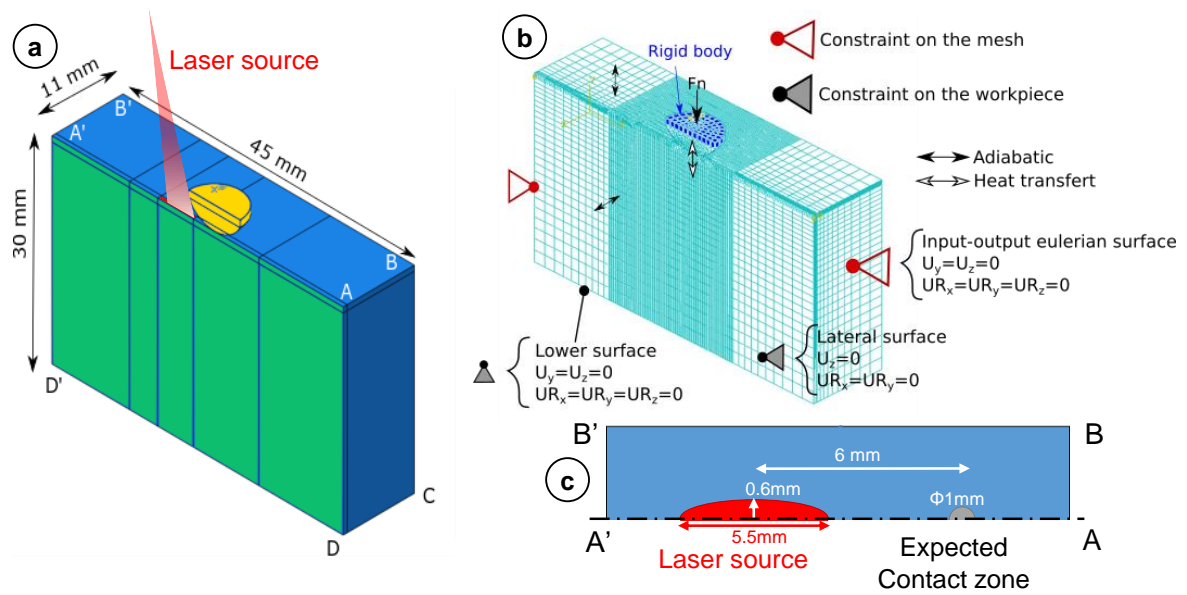 a
Laser source
11 mm
B'
A'
45 mm
30 mm
B
A
D'
C
D
b
Rigid body
Fn
Constraint on the mesh
Constraint on the workpiece
Adiabatic
Heat transfert
Input-output eulerian surface
Uy=Uz=0
URx=URy=URz=0
Lateral surface
Uz=0
URx=URy=0
Lower surface
Uy=Uz=0
URx=URy=URz=0
c
B’
B
6 mm
0.6mm
Φ1mm
A’
5.5mm
A
Laser source
Expected
Contact zone